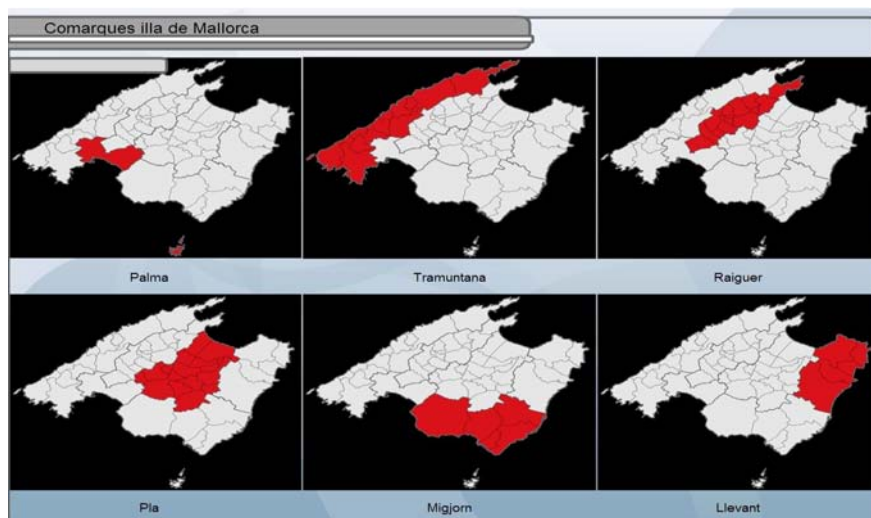 Comarques illa de Mallorca
Palma
Tramuntana
Raiguer
Pla
Migjorn
Llevant